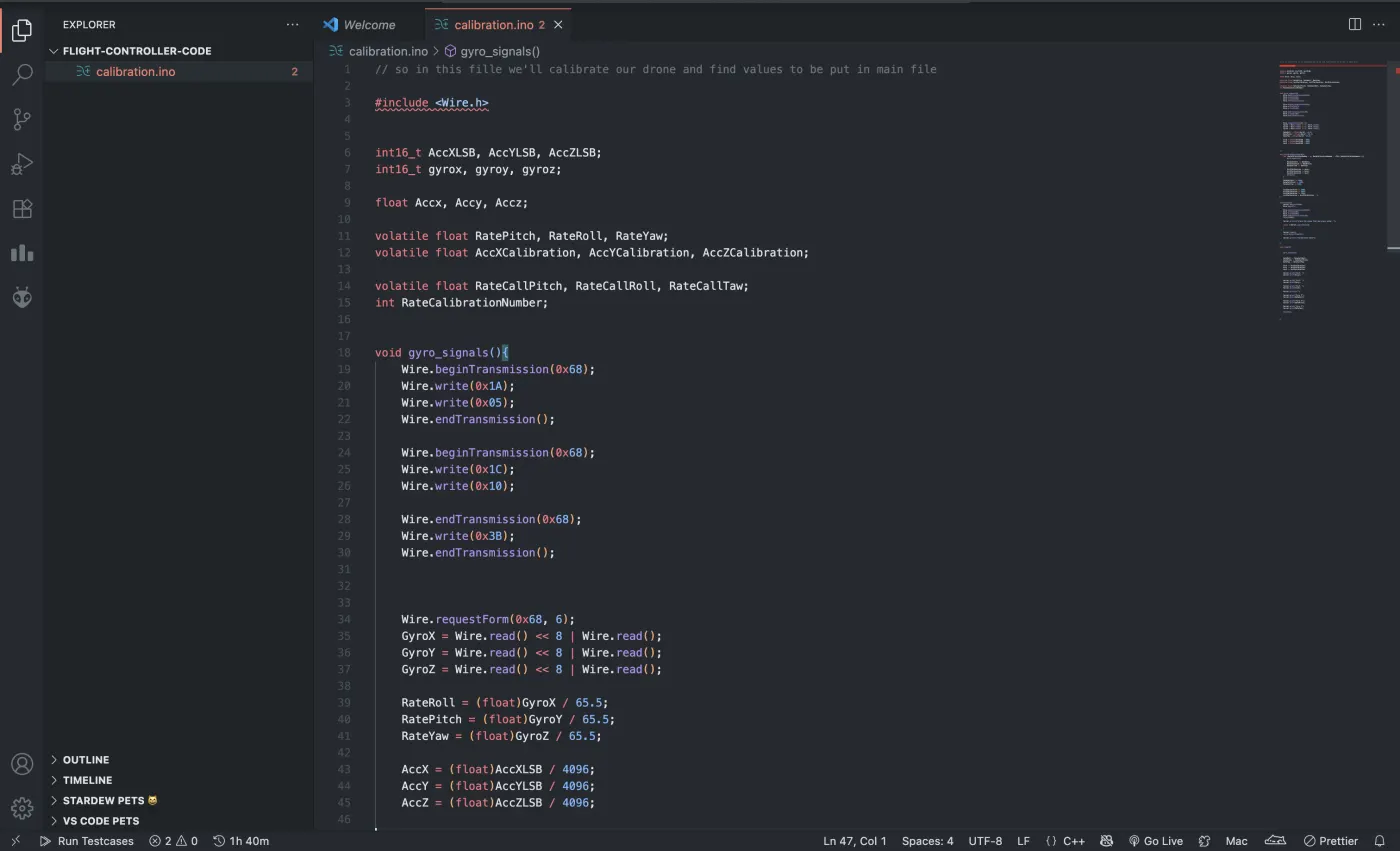 EXPLORER
Welcome
calibration.ino 2
FLIGHT-CONTROLLER-CODE
calibration.ino 2
calibration.ino > gyro_signals()
1 // so in this fille we'll calibrate our drone and find values to be put in main file
2
3 #include <Wire.h>
4
5
6 int16_t AccXLSB, AccYLSB, AccZLSB;
7 int16_t gyrox, gyroy, gyroz;
8
9 float Accx, Accy, Accz;
10
11 volatile float RatePitch, RateRoll, RateYaw;
12 volatile float AccXCalibration, AccYCalibration, AccZCalibration;
13
14 volatile float RateCallPitch, RateCallRoll, RateCallTaw;
15 int RateCalibrationNumber;
16
17
18 void gyro_signals(){
19 Wire.beginTransmission(0x68);
20 Wire.write(0x1A);
21 Wire.write(0x05);
22 Wire.endTransmission();
23
24 Wire.beginTransmission(0x68);
25 Wire.write(0x1C);
26 Wire.write(0x10);
27
28 Wire.endTransmission(0x68);
29 Wire.write(0x3B);
30 Wire.endTransmission();
31
32
33
34 Wire.requestForm(0x68, 6);
35 GyroX = Wire.read() << 8 | Wire.read();
36 GyroY = Wire.read() << 8 | Wire.read();
37 GyroZ = Wire.read() << 8 | Wire.read();
38
39 RateRoll = (float)GyroX / 65.5;
40 RatePitch = (float)GyroY / 65.5;
41 RateYaw = (float)GyroZ / 65.5;
42
43 AccX = (float)AccXLSB / 4096;
44 AccY = (float)AccYLSB / 4096;
45 AccZ = (float)AccZLSB / 4096;
46
OUTLINE
TIMELINE
STARDEW PETS
VS CODE PETS
Run Testcases 2 0 1h 40m Ln 47, Col 1 Spaces: 4 UTF-8 LF {} C++ Go Live Mac Prettier